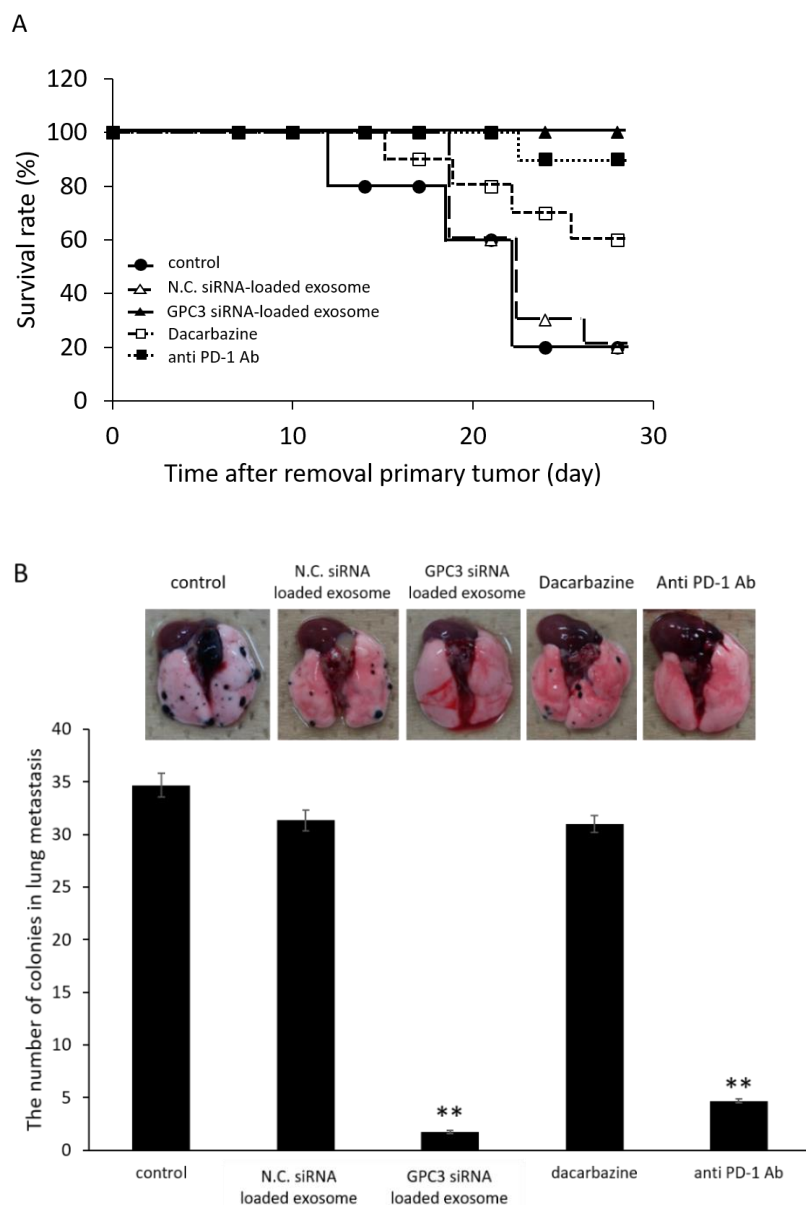 A
120
100
80
60
40
20
0
Survival rate (%)
control
N.C. siRNA-loaded exosome
GPC3 siRNA-loaded exosome
Dacarbazine
anti PD-1 Ab
0 10 20 30
Time after removal primary tumor (day)
B
control
N.C. siRNA
loaded exosome
GPC3 siRNA
loaded exosome
Dacarbazine
Anti PD-1 Ab
40
35
30
25
20
15
10
5
0
The number of colonies in lung metastasis
**
**
control
N.C. siRNA
loaded exosome
GPC3 siRNA
loaded exosome
dacarbazine
anti PD-1 Ab